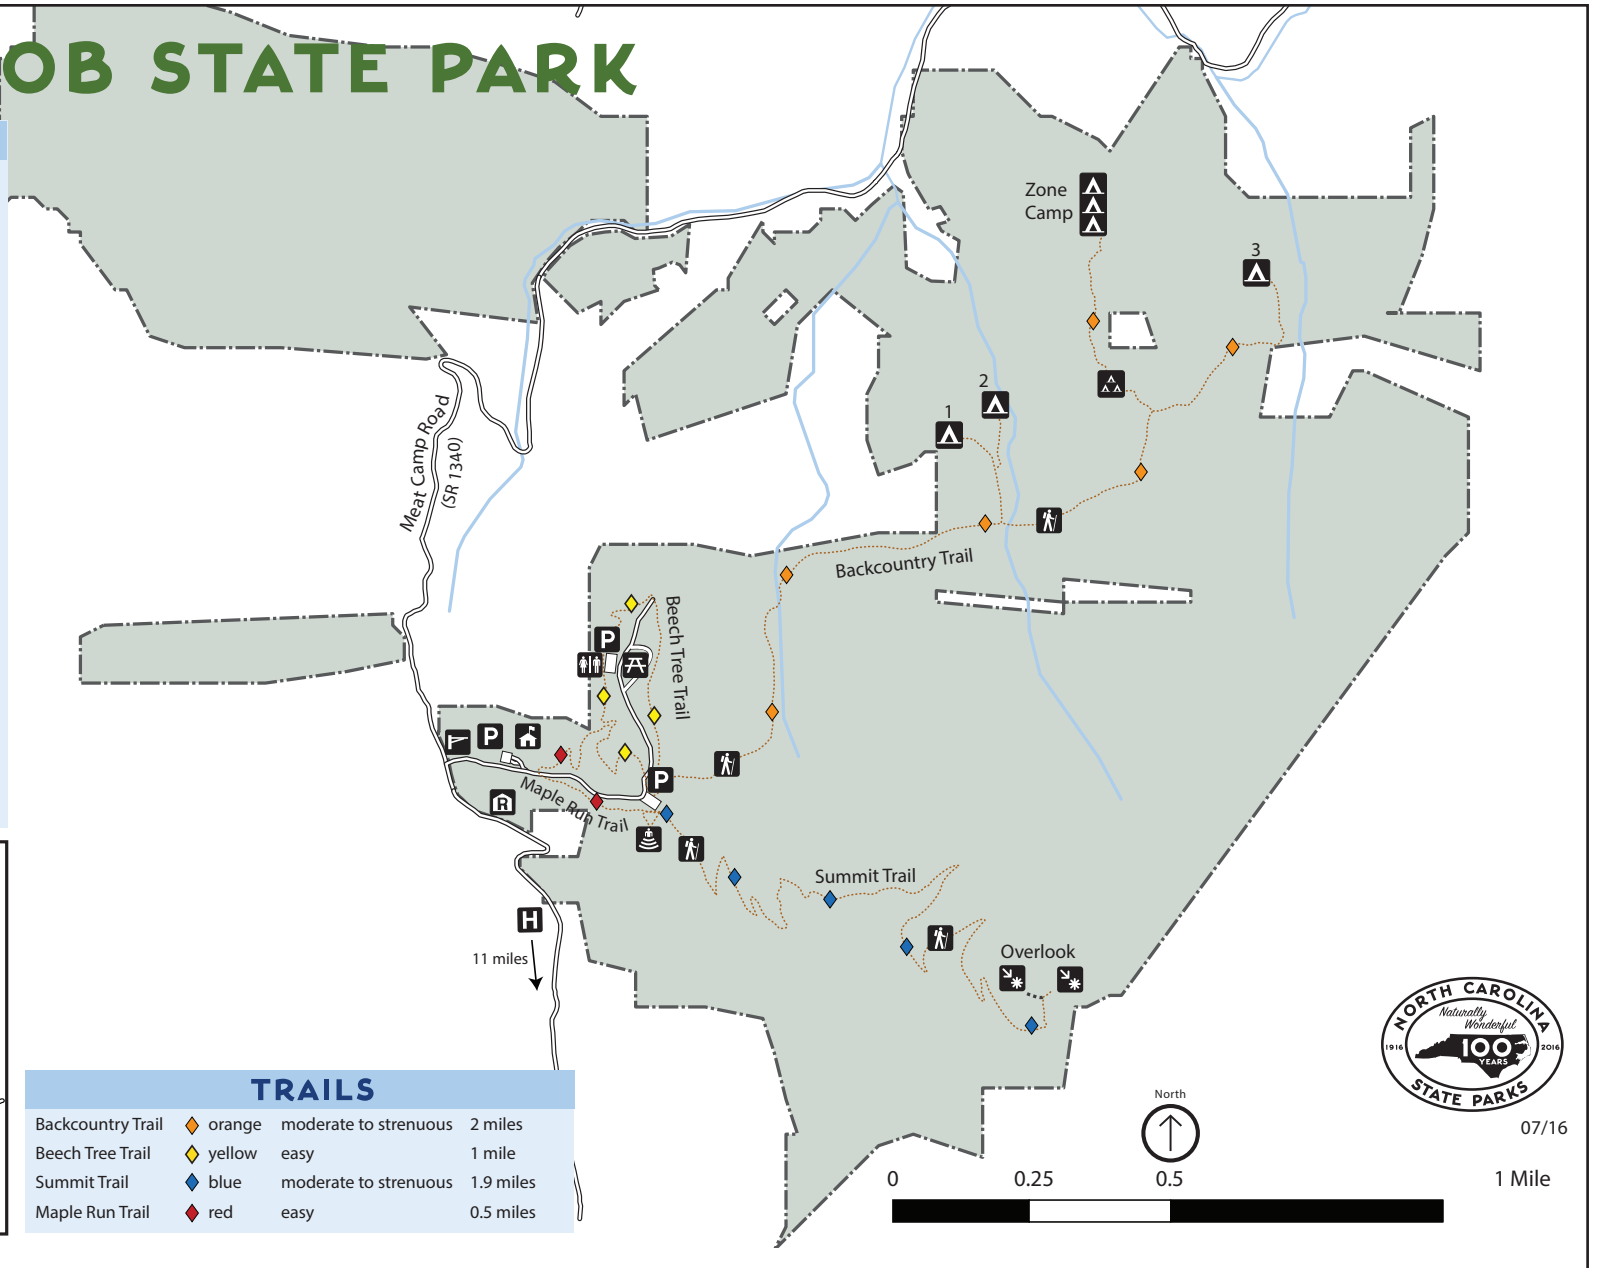 OB STATE PARK
Zone
Camp
3
2
1
Meat Camp Road
(SR 1340)
Backcountry Trail
Beech Tree Trail
P
P
P
R
Maple Run Trail
Summit Trail
H
11 miles
Overlook
TRAILS
Backcountry Trail orange moderate to strenuous 2 miles
Beech Tree Trail yellow easy 1 mile
Summit Trail blue moderate to strenuous 1.9 miles
Maple Run Trail red easy 0.5 miles
North
0 0.25 0.5 1 Mile
NORTH CAROLINA
Naturally
Wonderful
1916 100 2016
YEARS
STATE PARKS
07/16